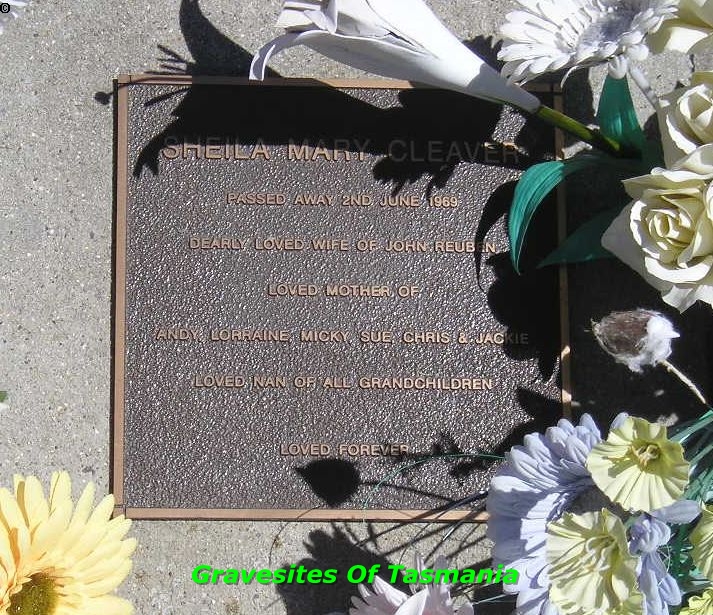 ©
SHEILA MARY CLEAVER
PASSED AWAY 2ND JUNE 1969
DEARLY LOVED WIFE OF JOHN REUBEN
LOVED MOTHER OF
ANDY, LORRAINE, MICKY SUE, CHRIS & JACKIE
LOVED NAN OF ALL GRANDCHILDREN
LOVED FOREVER
Gravesites Of Tasmania